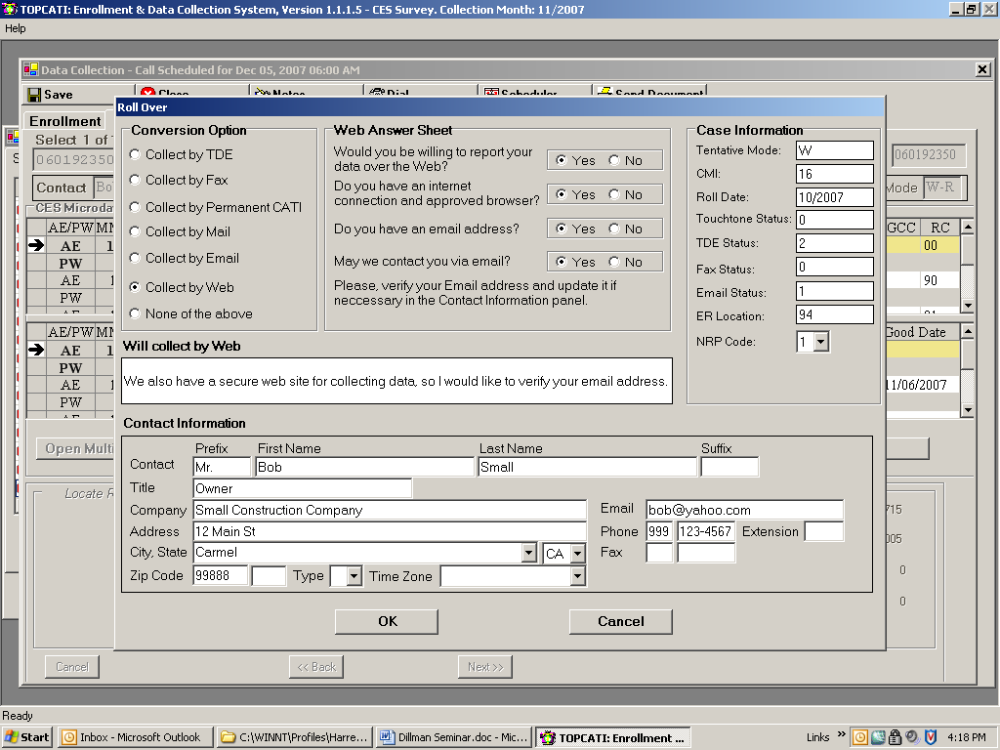 TOPCATI: Enrollment & Data Collection System, Version 1.1.1.5 - CES Survey. Collection Month: 11/2007
Help
Data Collection - Call Scheduled for Dec 05, 2007 06:00 AM
Save Close Notes Dial Scheduler Send Document
Roll Over
Enrollment
Select 1 of
060192350
060192350
Contact Bo
Mode W-R
CES Microda
AE/PW MN
GCC RC
AE 1
00
PW
AE 1
90
PW
AE/PW MN
Good Date
AE 1
PW
AE 1
11/06/2007
PW
Open Multi
Locate R
715
005
0
0
Conversion Option
Collect by TDE
Collect by Fax
Collect by Permanent CATI
Collect by Mail
Collect by Email
Collect by Web
None of the above
Web Answer Sheet
Would you be willing to report your
data over the Web?
Yes No
Do you have an internet
connection and approved browser?
Yes No
Do you have an email address?
Yes No
May we contact you via email?
Yes No
Please, verify your Email address and update it if
neccessary in the Contact Information panel.
Case Information
Tentative Mode: W
CMI: 16
Roll Date: 10/2007
Touchtone Status: 0
TDE Status: 2
Fax Status: 0
Email Status: 1
ER Location: 94
NRP Code: 1
Will collect by Web
We also have a secure web site for collecting data, so I would like to verify your email address.
Contact Information
Prefix First Name Last Name Suffix
Contact Mr. Bob Small
Title Owner
Company Small Construction Company
Email bob@yahoo.com
Address 12 Main St
Phone 999 123-4567 Extension
City, State Carmel CA
Fax
Zip Code 99888 Type Time Zone
OK Cancel
Cancel << Back Next >>
Ready
Start Inbox - Microsoft Outlook C:\WINNT\Profiles\Harre... Dillman Seminar.doc - Mic... TOPCATI: Enrollment ... Links » 4:18 PM